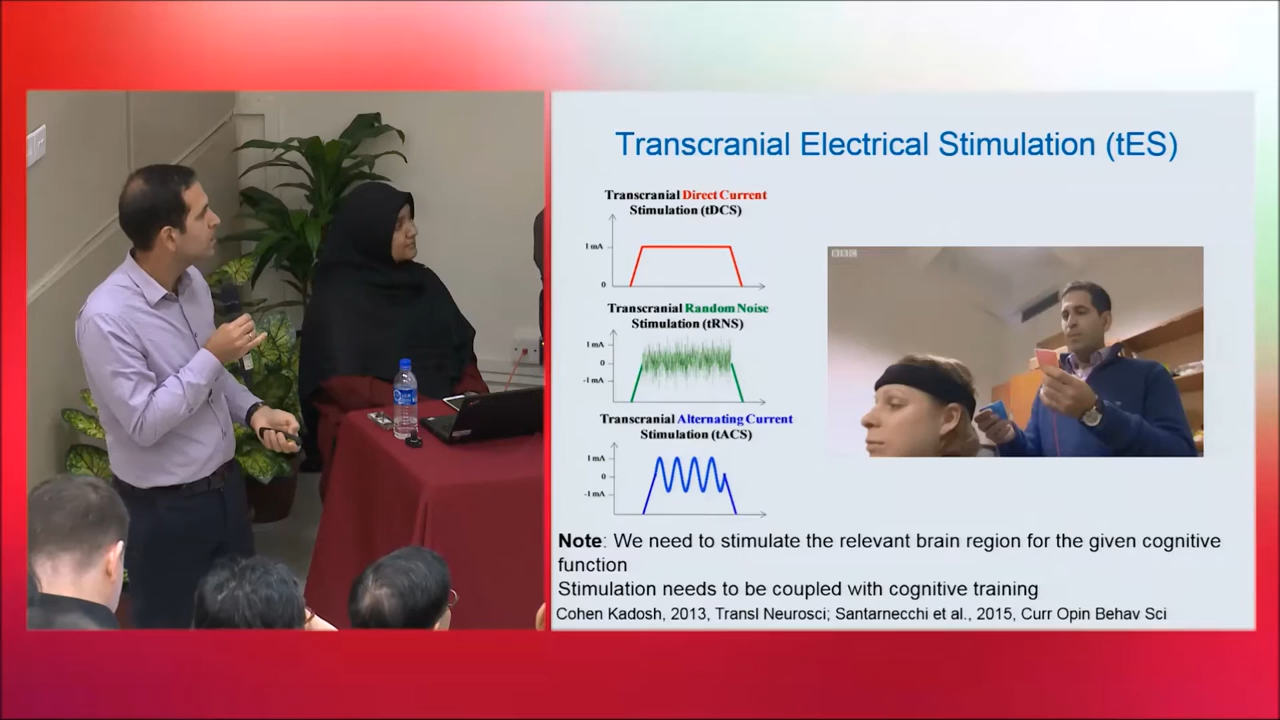 Transcranial Electrical Stimulation (tES)
Transcranial Direct Current
Stimulation (tDCS)
1 mA
0
Transcranial Random Noise
Stimulation (tRNS)
1 mA
0
-1 mA
Transcranial Alternating Current
Stimulation (tACS)
1 mA
0
-1 mA
BBC
Note: We need to stimulate the relevant brain region for the given cognitive
function
Stimulation needs to be coupled with cognitive training
Cohen Kadosh, 2013, Transl Neurosci; Santarnecchi et al., 2015, Curr Opin Behav Sci